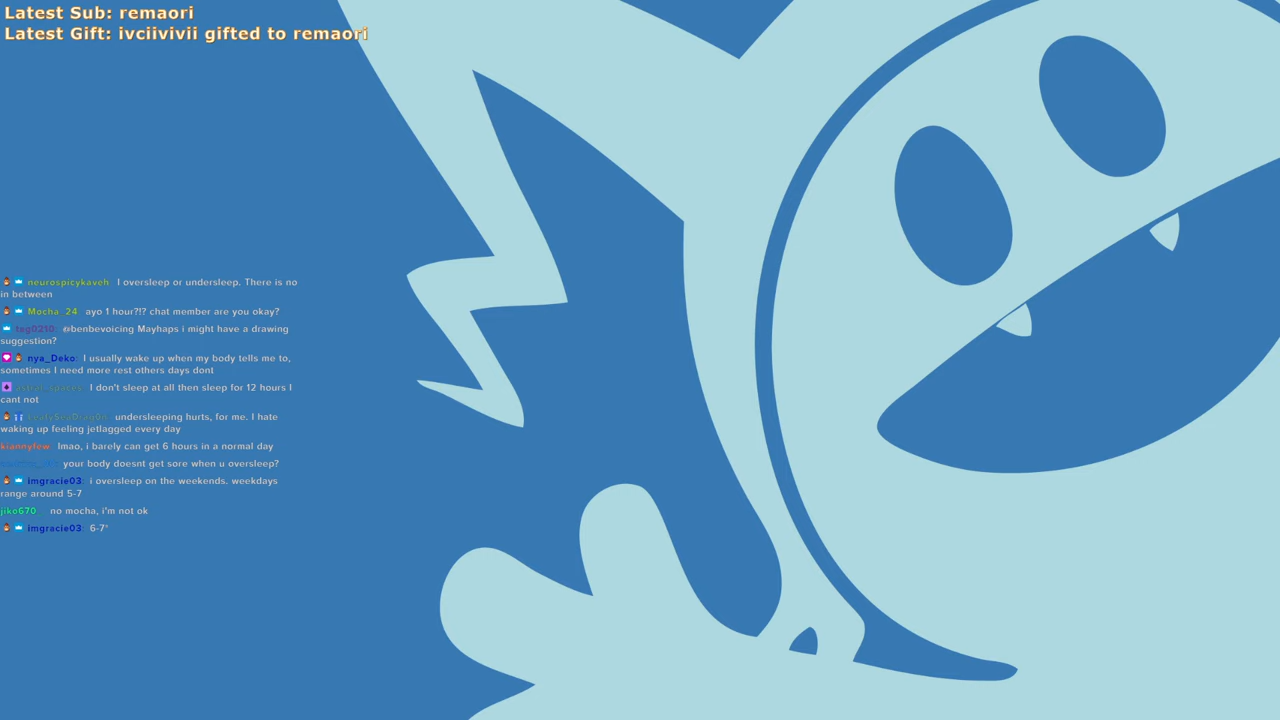 Latest Sub: remaori
Latest Gift: ivciivivii gifted to remaori
neurospicykaveh I oversleep or undersleep. There is no
in between
Mocha_24 ayo 1 hour?!? chat member are you okay?
tag0210: @benbevoicing Mayhaps i might have a drawing
suggestion?
nya_Deko: I usually wake up when my body tells me to,
sometimes I need more rest others days dont
I don't sleep at all then sleep for 12 hours I
cant not
undersleeping hurts, for me. I hate
waking up feeling jetlagged every day
kiannyfew lmao, i barely can get 6 hours in a normal day
your body doesnt get sore when u oversleep?
imgracie03: i oversleep on the weekends. weekdays
range around 5-7
jiko670 no mocha, i'm not ok
imgracie03: 6-7*